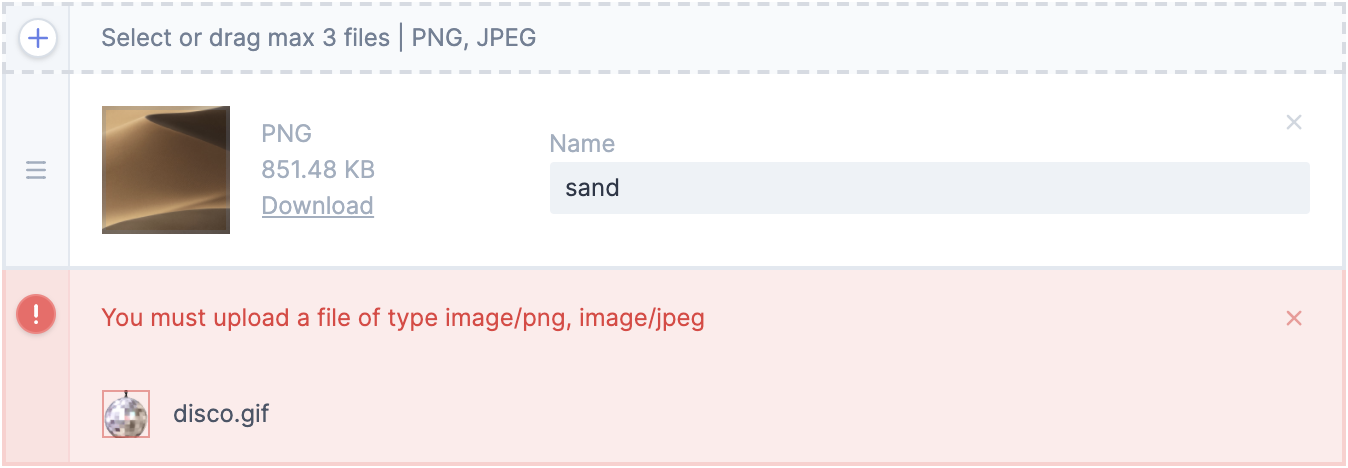 Select or drag max 3 files | PNG, JPEG
PNG
851.48 KB
Download
Name
sand
You must upload a file of type image/png, image/jpeg
disco.gif